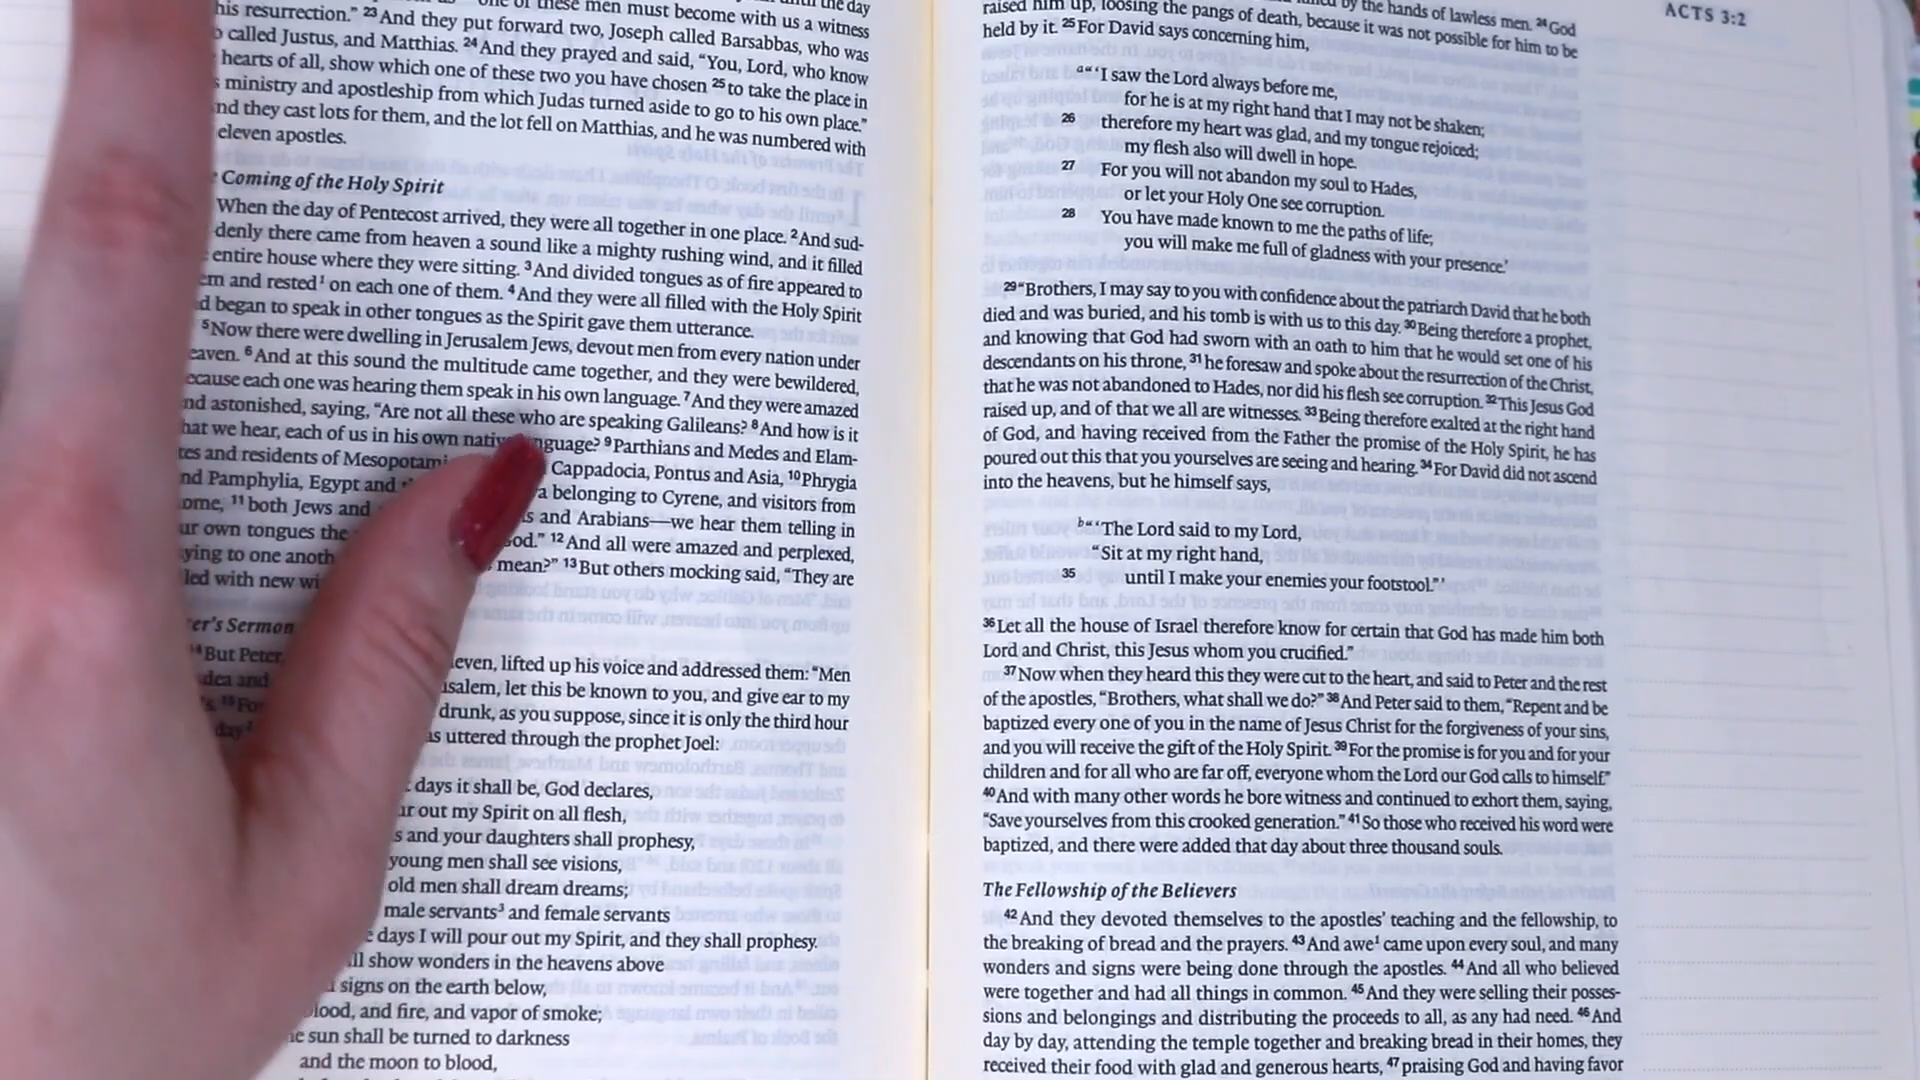 of these men must become with us a witness
his resurrection.” 23 And they put forward two, Joseph called Barsabbas, who was
called Justus, and Matthias. 24 And they prayed and said, “You, Lord, who know
hearts of all, show which one of these two you have chosen 25 to take the place in
ministry and apostleship from which Judas turned aside to go to his own place.”
nd they cast lots for them, and the lot fell on Matthias, and he was numbered with
eleven apostles.
Coming of the Holy Spirit
When the day of Pentecost arrived, they were all together in one place. 2 And sud-
denly there came from heaven a sound like a mighty rushing wind, and it filled
entire house where they were sitting. 3 And divided tongues as of fire appeared to
em and rested1 on each one of them. 4 And they were all filled with the Holy Spirit
d began to speak in other tongues as the Spirit gave them utterance.
5 Now there were dwelling in Jerusalem Jews, devout men from every nation under
eaven. 6 And at this sound the multitude came together, and they were bewildered,
ecause each one was hearing them speak in his own language. 7 And they were amazed
nd astonished, saying, “Are not all these who are speaking Galileans? 8 And how is it
hat we hear, each of us in his own nativ nguage? 9 Parthians and Medes and Elam-
tes and residents of Mesopotami Cappadocia, Pontus and Asia, 10 Phrygia
nd Pamphylia, Egypt and a belonging to Cyrene, and visitors from
ome, 11 both Jews and s and Arabians—we hear them telling in
ur own tongues the od.” 12 And all were amazed and perplexed,
ying to one anoth mean?” 13 But others mocking said, “They are
led with new wi
er’s Sermon
14 But Peter, leven, lifted up his voice and addressed them: “Men
dea and usalem, let this be known to you, and give ear to my
s. 15 For drunk, as you suppose, since it is only the third hour
day2 as uttered through the prophet Joel:
days it shall be, God declares,
ur out my Spirit on all flesh,
s and your daughters shall prophesy,
young men shall see visions,
old men shall dream dreams;
male servants3 and female servants
e days I will pour out my Spirit, and they shall prophesy.
ll show wonders in the heavens above
signs on the earth below,
lood, and fire, and vapor of smoke;
e sun shall be turned to darkness
and the moon to blood,
ACTS 3:2
by the hands of lawless men. 24 God
raised him up, loosing the pangs of death, because it was not possible for him to be
held by it. 25 For David says concerning him,
a “‘I saw the Lord always before me,
for he is at my right hand that I may not be shaken;
26 therefore my heart was glad, and my tongue rejoiced;
my flesh also will dwell in hope.
27 For you will not abandon my soul to Hades,
or let your Holy One see corruption.
28 You have made known to me the paths of life;
you will make me full of gladness with your presence.’
29 “Brothers, I may say to you with confidence about the patriarch David that he both
died and was buried, and his tomb is with us to this day. 30 Being therefore a prophet,
and knowing that God had sworn with an oath to him that he would set one of his
descendants on his throne, 31 he foresaw and spoke about the resurrection of the Christ,
that he was not abandoned to Hades, nor did his flesh see corruption. 32 This Jesus God
raised up, and of that we all are witnesses. 33 Being therefore exalted at the right hand
of God, and having received from the Father the promise of the Holy Spirit, he has
poured out this that you yourselves are seeing and hearing. 34 For David did not ascend
into the heavens, but he himself says,
b “‘The Lord said to my Lord,
“Sit at my right hand,
35 until I make your enemies your footstool.”’
36 Let all the house of Israel therefore know for certain that God has made him both
Lord and Christ, this Jesus whom you crucified.”
37 Now when they heard this they were cut to the heart, and said to Peter and the rest
of the apostles, “Brothers, what shall we do?” 38 And Peter said to them, “Repent and be
baptized every one of you in the name of Jesus Christ for the forgiveness of your sins,
and you will receive the gift of the Holy Spirit. 39 For the promise is for you and for your
children and for all who are far off, everyone whom the Lord our God calls to himself.”
40 And with many other words he bore witness and continued to exhort them, saying,
“Save yourselves from this crooked generation.” 41 So those who received his word were
baptized, and there were added that day about three thousand souls.
The Fellowship of the Believers
42 And they devoted themselves to the apostles’ teaching and the fellowship, to
the breaking of bread and the prayers. 43 And awe1 came upon every soul, and many
wonders and signs were being done through the apostles. 44 And all who believed
were together and had all things in common. 45 And they were selling their posses-
sions and belongings and distributing the proceeds to all, as any had need. 46 And
day by day, attending the temple together and breaking bread in their homes, they
received their food with glad and generous hearts, 47 praising God and having favor